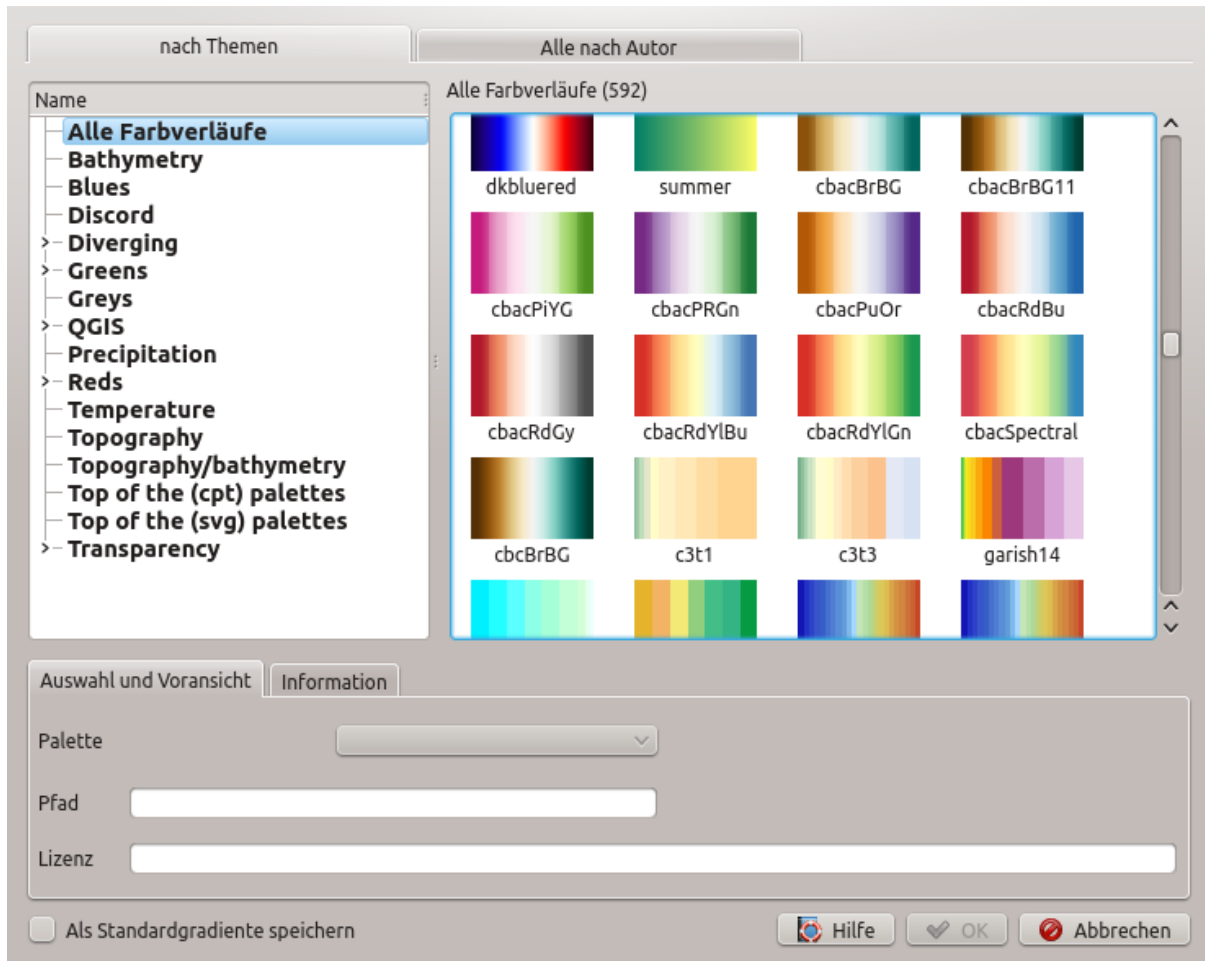 nach Themen
Alle nach Autor
Name
Alle Farbverläufe
Bathymetry
Blues
Discord
Diverging
Greens
Greys
QGIS
Precipitation
Reds
Temperature
Topography
Topography/bathymetry
Top of the (cpt) palettes
Top of the (svg) palettes
Transparency
Alle Farbverläufe (592)
dkbluered summer cbacBrBG cbacBrBG11
cbacPiYG cbacPRGn cbacPuOr cbacRdBu
cbacRdGy cbacRdYlBu cbacRdYlGn cbacSpectral
cbcBrBG c3t1 c3t3 garish14
Auswahl und Voransicht Information
Palette
Pfad
Lizenz
Als Standardgradiente speichern
Hilfe OK Abbrechen